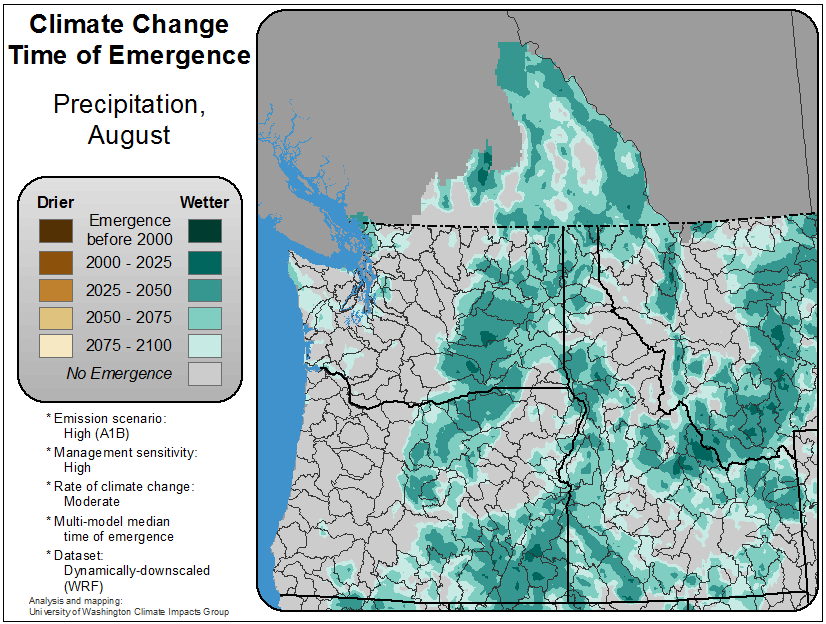 Climate Change
Time of Emergence
Precipitation,
August
Drier
Wetter
Emergence
before 2000
2000 - 2025
2025 - 2050
2050 - 2075
2075 - 2100
No Emergence
* Emission scenario:
High (A1B)
* Management sensitivity:
High
* Rate of climate change:
Moderate
* Multi-model median
time of emergence
* Dataset:
Dynamically-downscaled
(WRF)
Analysis and mapping:
University of Washington Climate Impacts Group